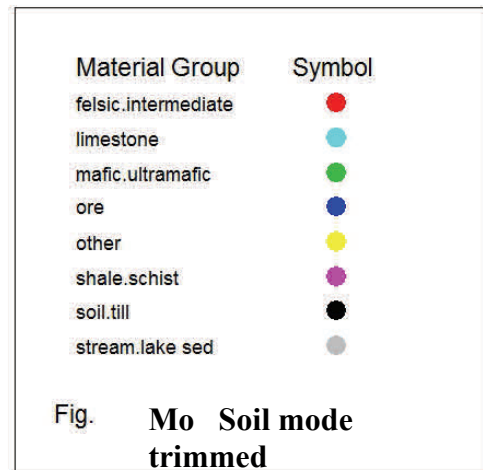 Material Group Symbol
felsic.intermediate
limestone
mafic.ultramafic
ore
other
shale.schist
soil.till
stream.lake sed
Fig. Mo Soil mode
trimmed